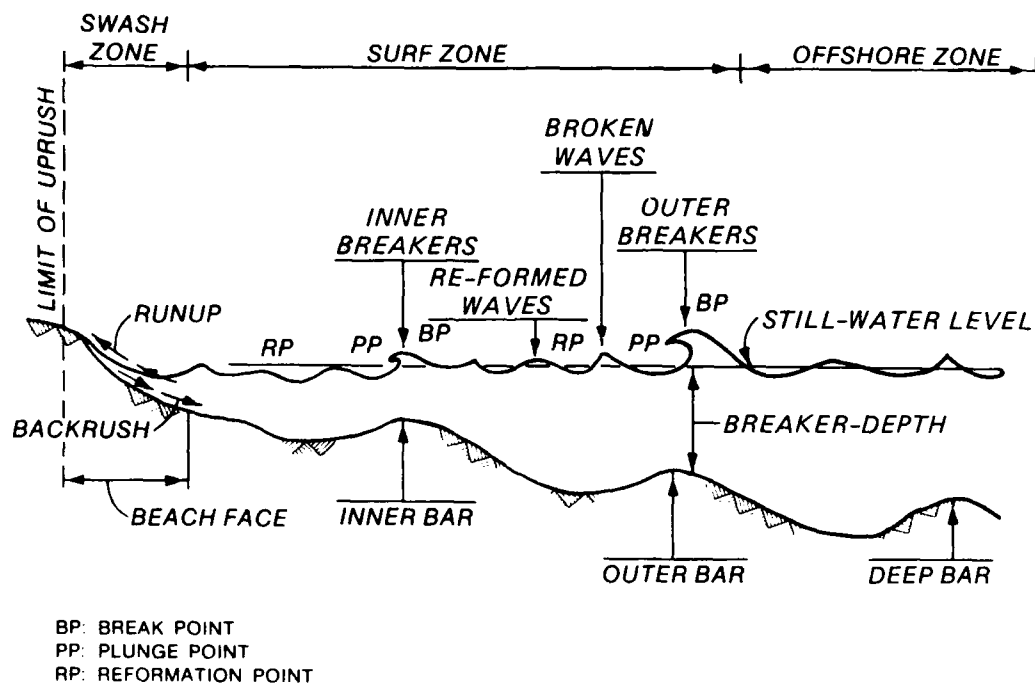 SWASH
ZONE
SURF ZONE
OFFSHORE ZONE
LIMIT OF UPRUSH
BROKEN
WAVES
INNER
BREAKERS
OUTER
BREAKERS
RE-FORMED
WAVES
BP
BP
RUNUP
RP
PP
RP
PP
STILL-WATER LEVEL
BACKRUSH
BREAKER-DEPTH
BEACH FACE
INNER BAR
OUTER BAR
DEEP BAR
BP: BREAK POINT
PP: PLUNGE POINT
RP: REFORMATION POINT